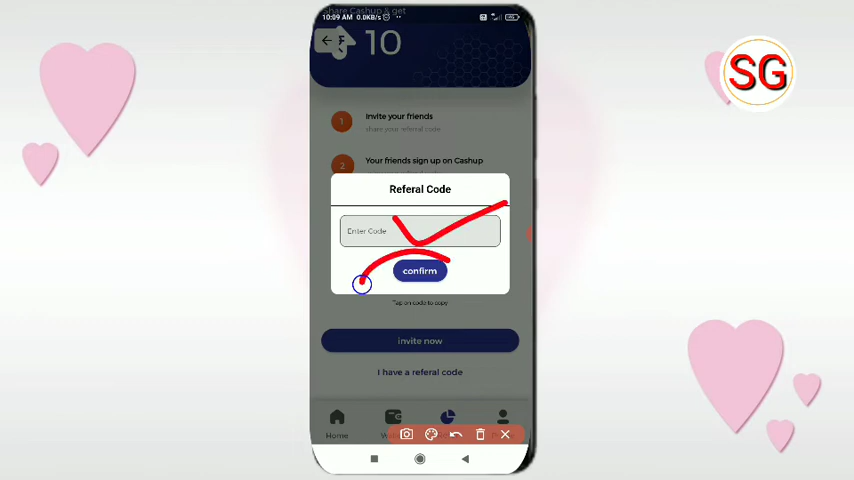 Share Cashup & get
10:09 AM 0.0KB/s
10
SG
1
Invite your friends
share your referal code
2
Your friends sign up on Cashup
Referal Code
Enter Code
confirm
Tap on code to copy
invite now
I have a referal code
Home